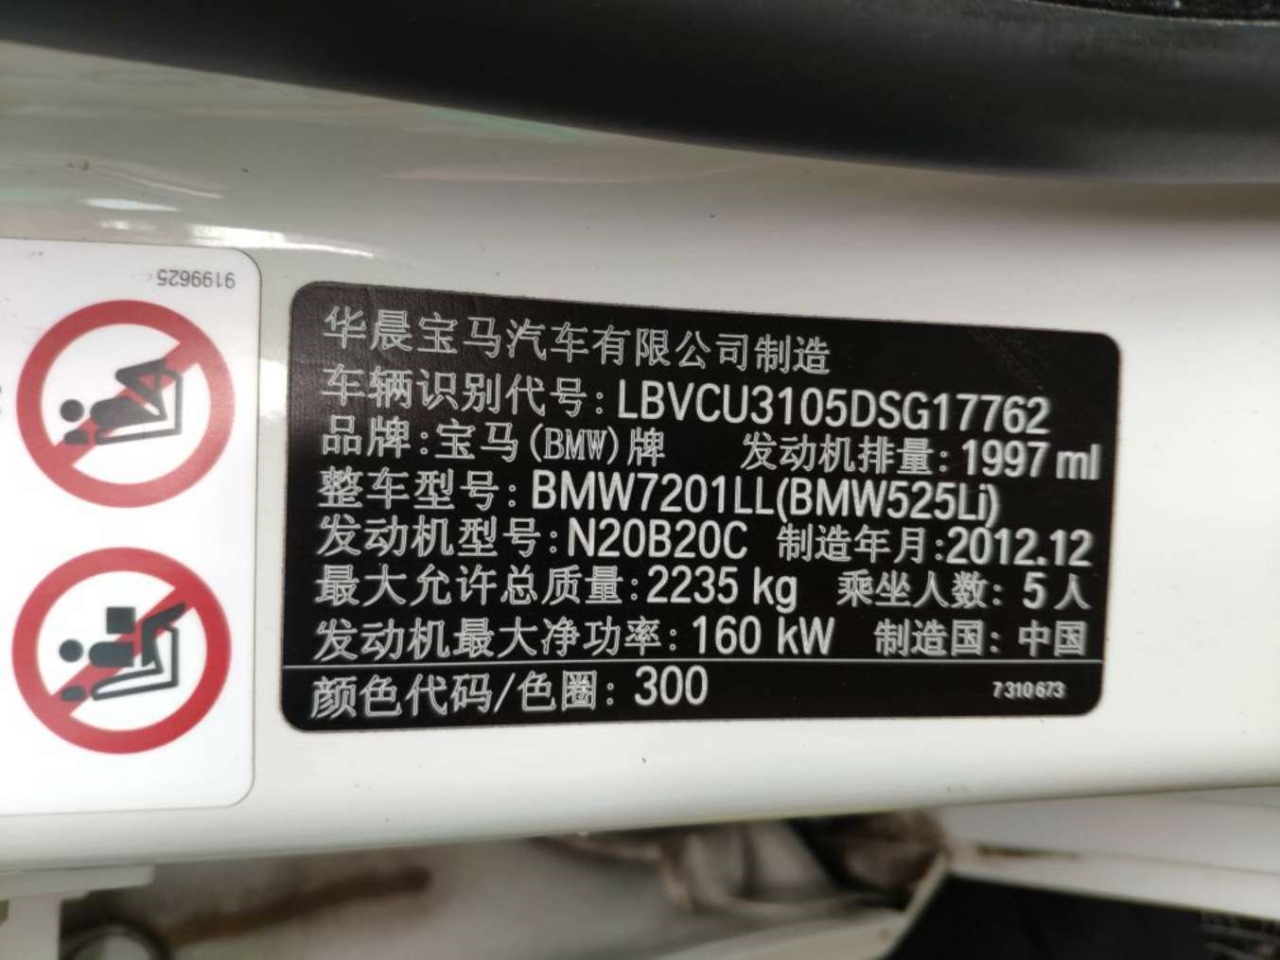 9199625
华晨宝马汽车有限公司制造
车辆识别代号: LBVCU3105DSG17762
品牌:宝马(BMW)牌 发动机排量: 1997 ml
整车型号: BMW7201LL(BMW525Li)
发动机型号:N20B20C 制造年月:2012.12
最大允许总质量:2235 kg 乘坐人数: 5人
发动机最大净功率: 160 kW 制造国: 中国
颜色代码/色圈: 300 7310673